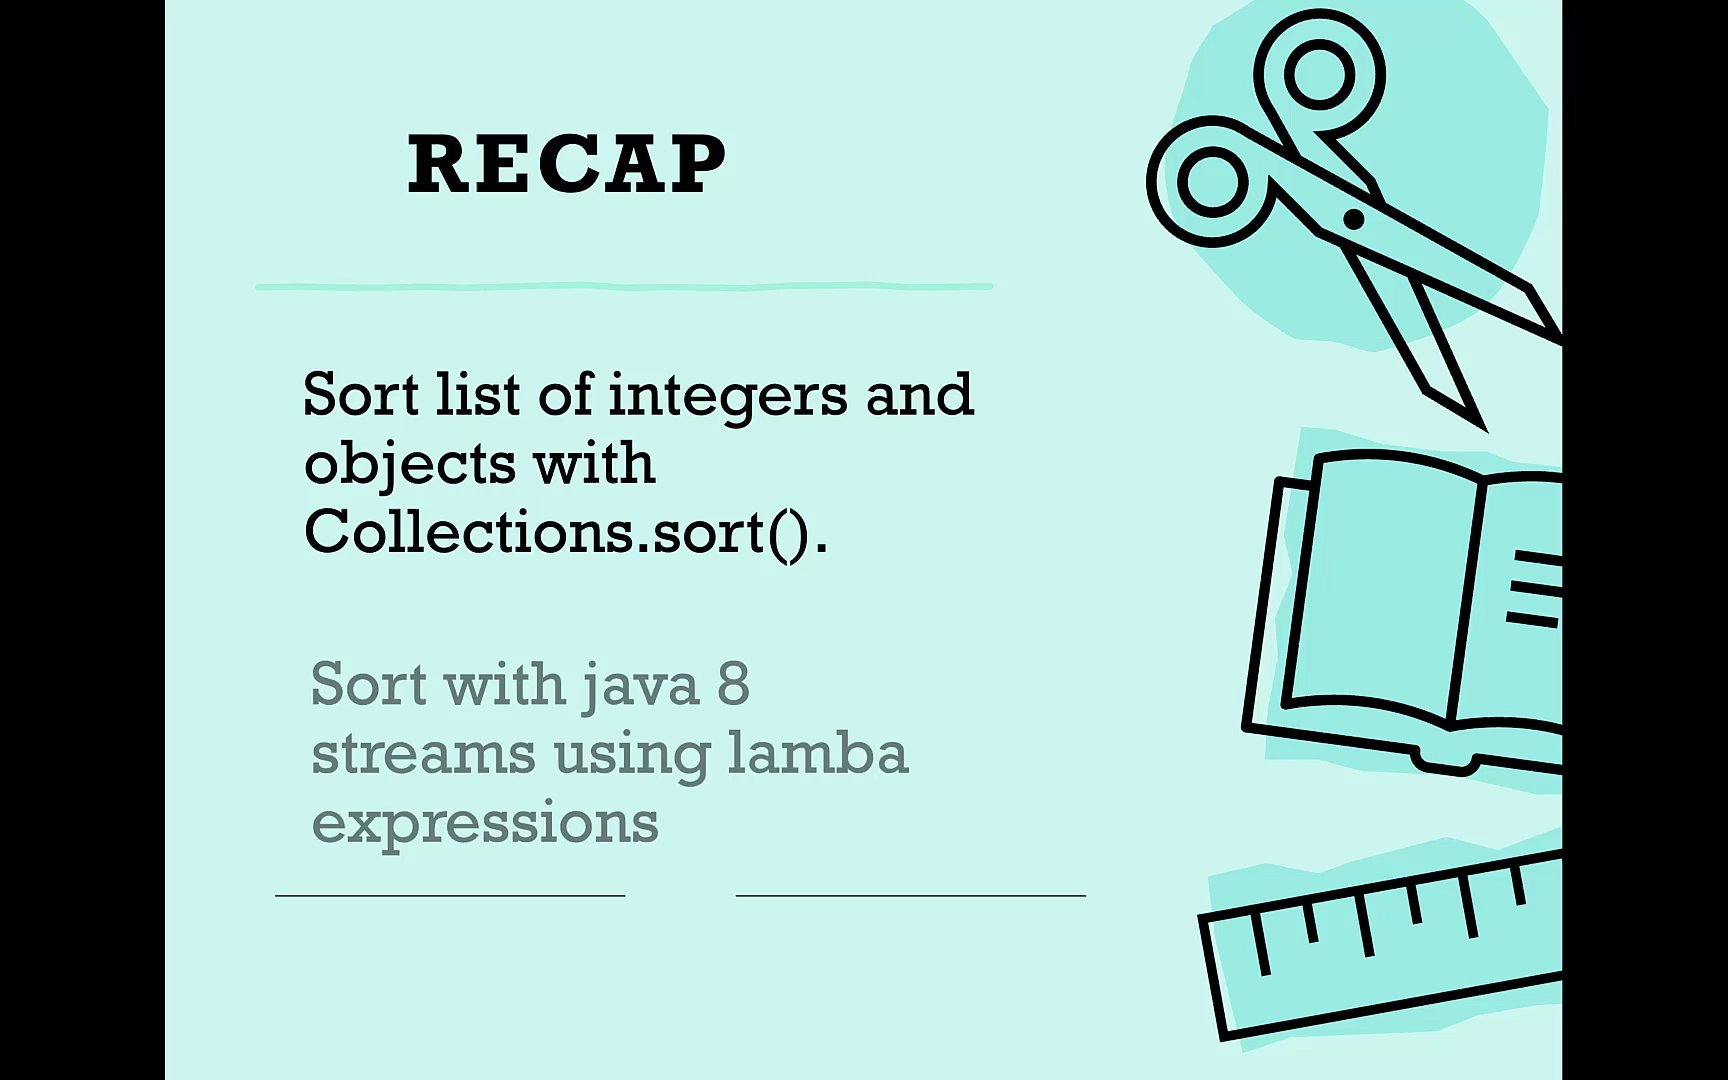 RECAP
Sort list of integers and
objects with
Collections.sort().
Sort with java 8
streams using lamba
expressions